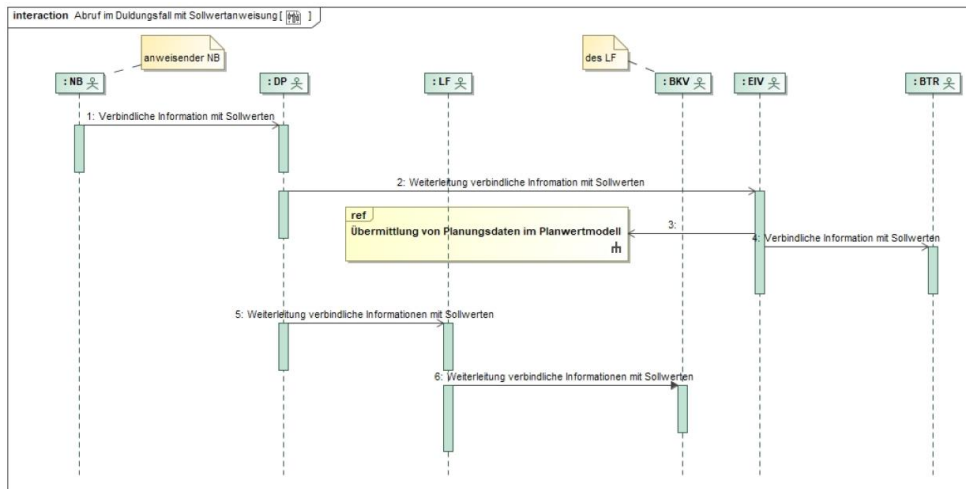 interaction Abruf im Duldungsfall mit Sollwertanweisung [ ]
anweisender NB
des LF
: NB
: DP
: LF
: BKV
: EIV
: BTR
1: Verbindliche Information mit Sollwerten
2: Weiterleitung verbindliche Infromation mit Sollwerten
ref
Übermittlung von Planungsdaten im Planwertmodell
3:
4: Verbindliche Information mit Sollwerten
5: Weiterleitung verbindliche Informationen mit Sollwerten
6: Weiterleitung verbindliche Informationen mit Sollwerten